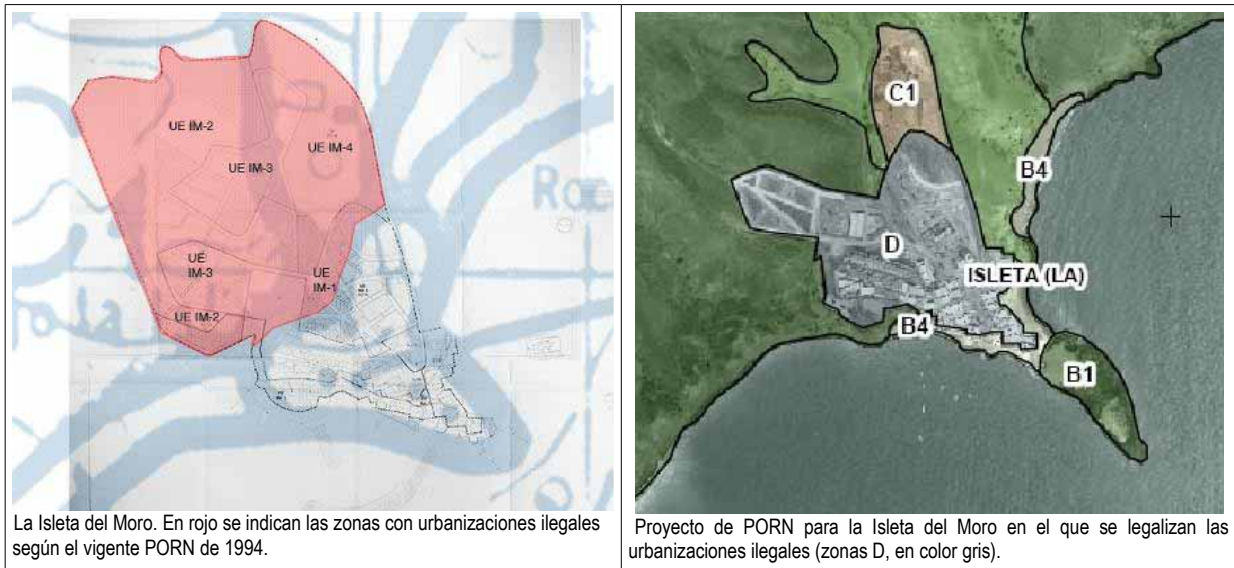 UE IM-2
UE IM-3
UE IM-4
UE
IM-3
UE
IM-1
UE IM-2
La Isleta del Moro. En rojo se indican las zonas con urbanizaciones ilegales
según el vigente PORN de 1994.
C1
B4
D
ISLETA (LA)
B4
B1
Proyecto de PORN para la Isleta del Moro en el que se legalizan las
urbanizaciones ilegales (zonas D, en color gris).